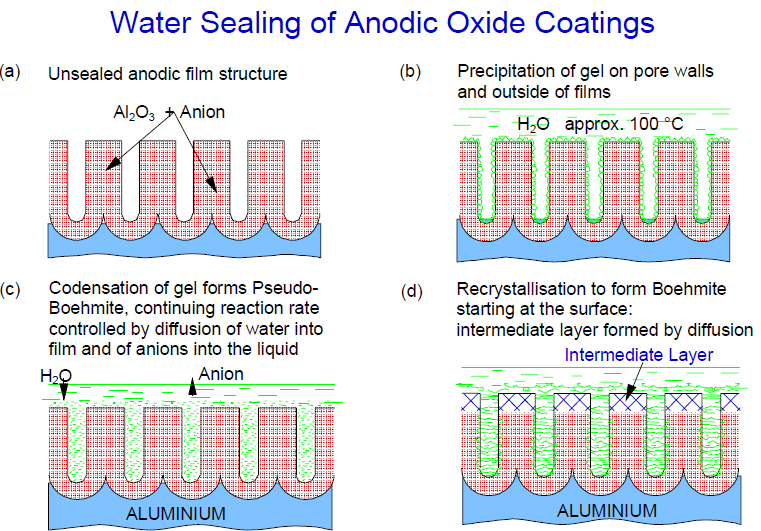 Water Sealing of Anodic Oxide Coatings
(a) Unsealed anodic film structure
Al₂O₃ + Anion
(b) Precipitation of gel on pore walls
and outside of films
H₂O approx. 100 °C
(c) Codensation of gel forms Pseudo-
Boehmite, continuing reaction rate
controlled by diffusion of water into
film and of anions into the liquid
H₂O Anion
ALUMINIUM
(d) Recrystallisation to form Boehmite
starting at the surface:
intermediate layer formed by diffusion
Intermediate Layer
ALUMINIUM